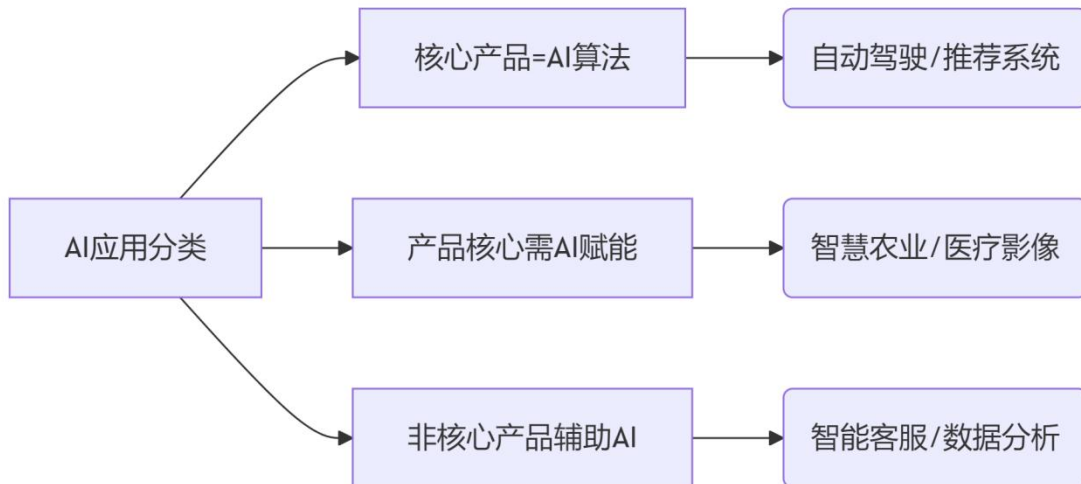 核心产品=AI算法
自动驾驶/推荐系统
AI应用分类
产品核心需AI赋能
智慧农业/医疗影像
非核心产品辅助AI
智能客服/数据分析